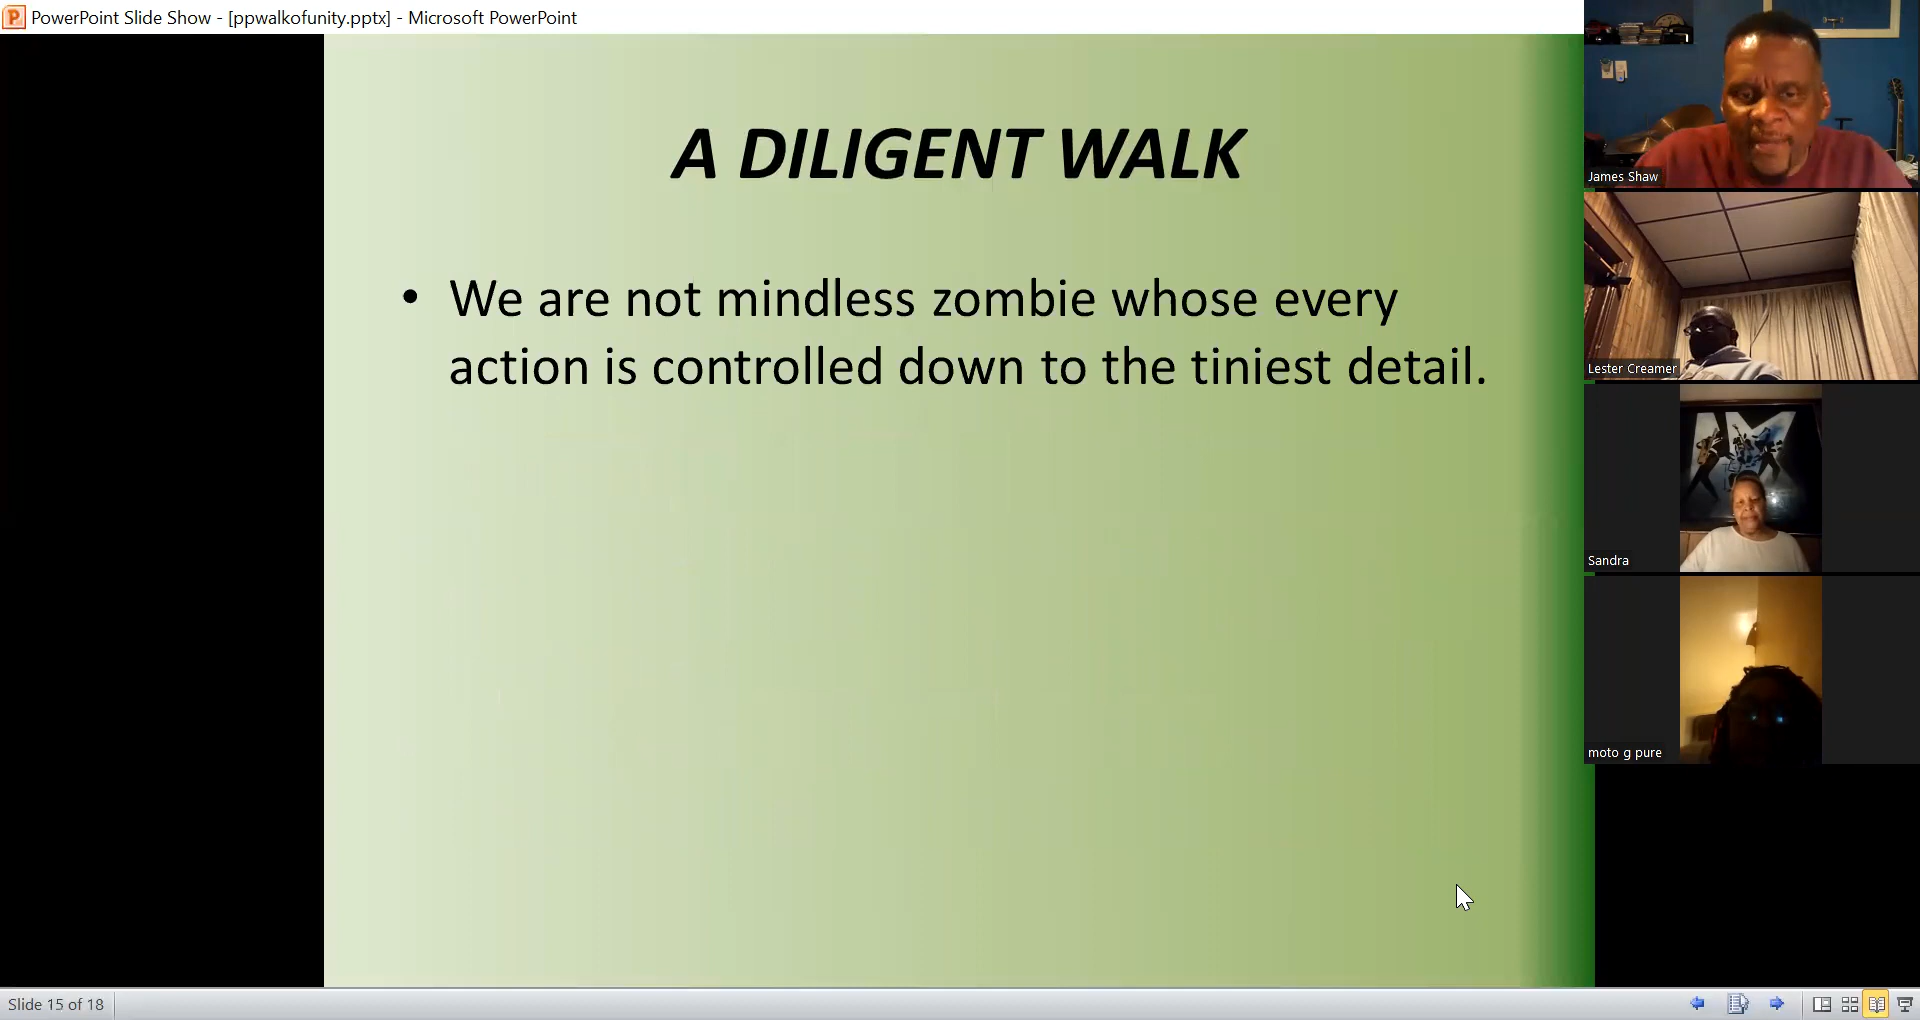 PowerPoint Slide Show - [ppwalkofunity.pptx] - Microsoft PowerPoint
A DILIGENT WALK
• We are not mindless zombie whose every
action is controlled down to the tiniest detail.
James Shaw
Lester Creamer
Sandra
moto g pure
Slide 15 of 18